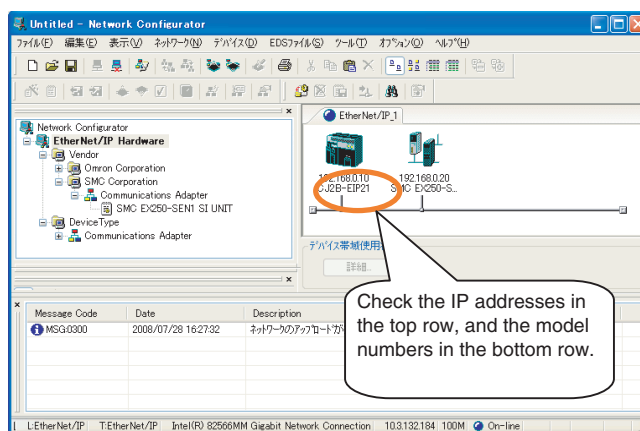 Untitled - Network Configurator
ファイル(F) 編集(E) 表示(V) ネットワーク(N) デバイス(D) EDSファイル(S) ツール(T) オプション(O) ヘルプ(H)
EtherNet/IP_1
Network Configurator
EtherNet/IP Hardware
Vendor
Omron Corporation
SMC Corporation
Communications Adapter
SMC EX250-SEN1 SI UNIT
DeviceType
Communications Adapter
192.168.0.10
CJ2B-EIP21
192.168.0.20
SMC EX250-S...
デバイス帯域使用
詳細...
Check the IP addresses in
the top row, and the model
numbers in the bottom row.
Message Code Date Description
MSG:0300 2008/07/28 16:27:32 ネットワークのアップロードが
L:EtherNet/IP T:EtherNet/IP Intel(R) 82566MM Gigabit Network Connection 10.3.132.184 100M On-line